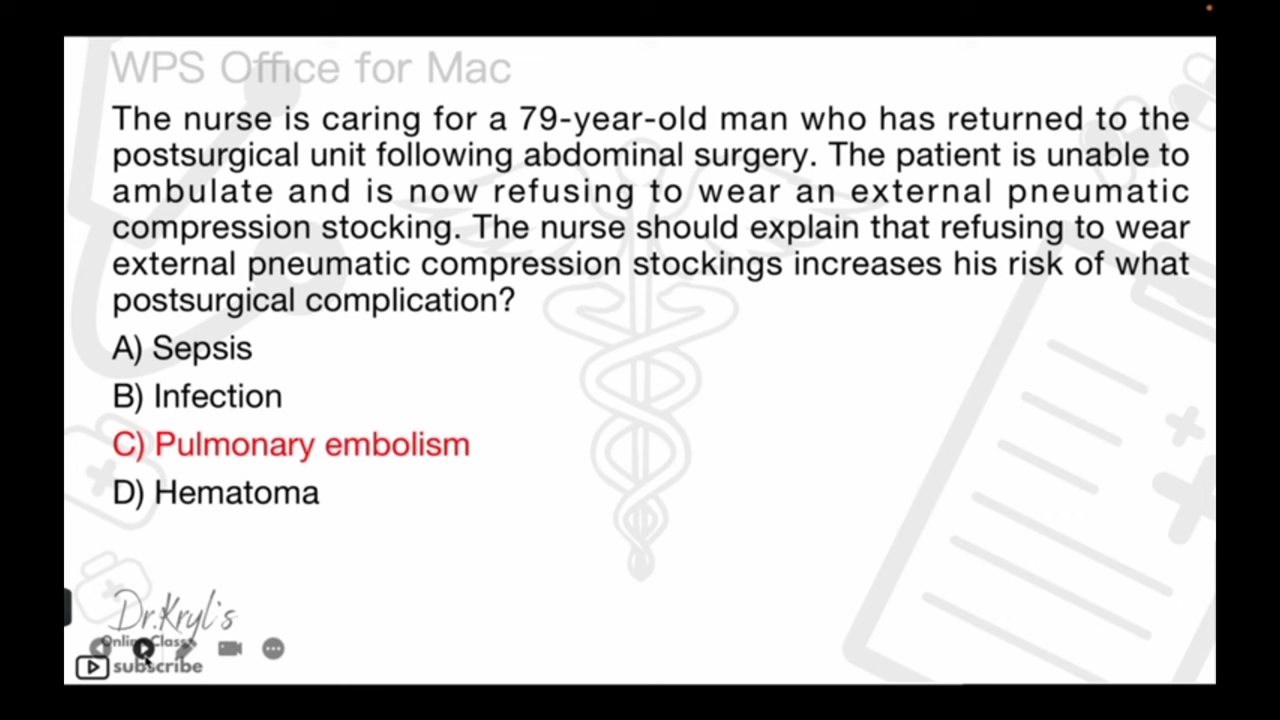 WPS Office for Mac
The nurse is caring for a 79-year-old man who has returned to the
postsurgical unit following abdominal surgery. The patient is unable to
ambulate and is now refusing to wear an external pneumatic
compression stocking. The nurse should explain that refusing to wear
external pneumatic compression stockings increases his risk of what
postsurgical complication?
A) Sepsis
B) Infection
C) Pulmonary embolism
D) Hematoma
Dr.Kryl's
Online Classes
subscribe